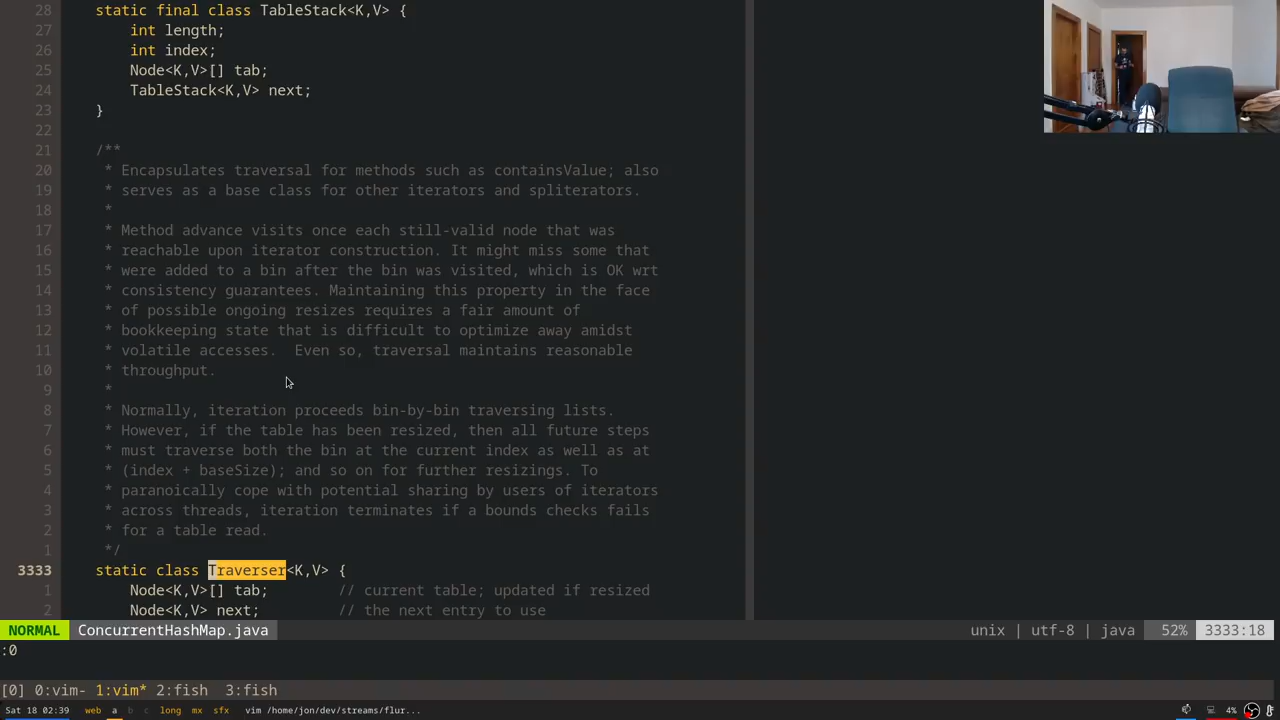 28 static final class TableStack<K,V> {
27 int length;
26 int index;
25 Node<K,V>[] tab;
24 TableStack<K,V> next;
23 }
22
21 /**
20 * Encapsulates traversal for methods such as containsValue; also
19 * serves as a base class for other iterators and spliterators.
18 *
17 * Method advance visits once each still-valid node that was
16 * reachable upon iterator construction. It might miss some that
15 * were added to a bin after the bin was visited, which is OK wrt
14 * consistency guarantees. Maintaining this property in the face
13 * of possible ongoing resizes requires a fair amount of
12 * bookkeeping state that is difficult to optimize away amidst
11 * volatile accesses.  Even so, traversal maintains reasonable
10 * throughput.
9 *
8 * Normally, iteration proceeds bin-by-bin traversing lists.
7 * However, if the table has been resized, then all future steps
6 * must traverse both the bin at the current index as well as at
5 * (index + baseSize); and so on for further resizings. To
4 * paranoically cope with potential sharing by users of iterators
3 * across threads, iteration terminates if a bounds checks fails
2 * for a table read.
1 */
3333 static class Traverser<K,V> {
1 Node<K,V>[] tab; // current table; updated if resized
2 Node<K,V> next; // the next entry to use
NORMAL ConcurrentHashMap.java unix | utf-8 | java 52% 3333:18
:0
[0] 0:vim- 1:vim* 2:fish 3:fish
Sat 18 02:39 web a b c long mx sfx vim /home/jon/dev/streams/flur... 4%